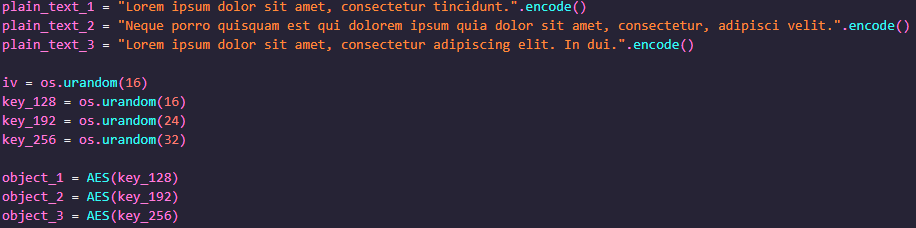 plain_text_1 = "Lorem ipsum dolor sit amet, consectetur tincidunt.".encode()
plain_text_2 = "Neque porro quisquam est qui dolorem ipsum quia dolor sit amet, consectetur, adipisci velit.".encode()
plain_text_3 = "Lorem ipsum dolor sit amet, consectetur adipiscing elit. In dui.".encode()

iv = os.urandom(16)
key_128 = os.urandom(16)
key_192 = os.urandom(24)
key_256 = os.urandom(32)

object_1 = AES(key_128)
object_2 = AES(key_192)
object_3 = AES(key_256)